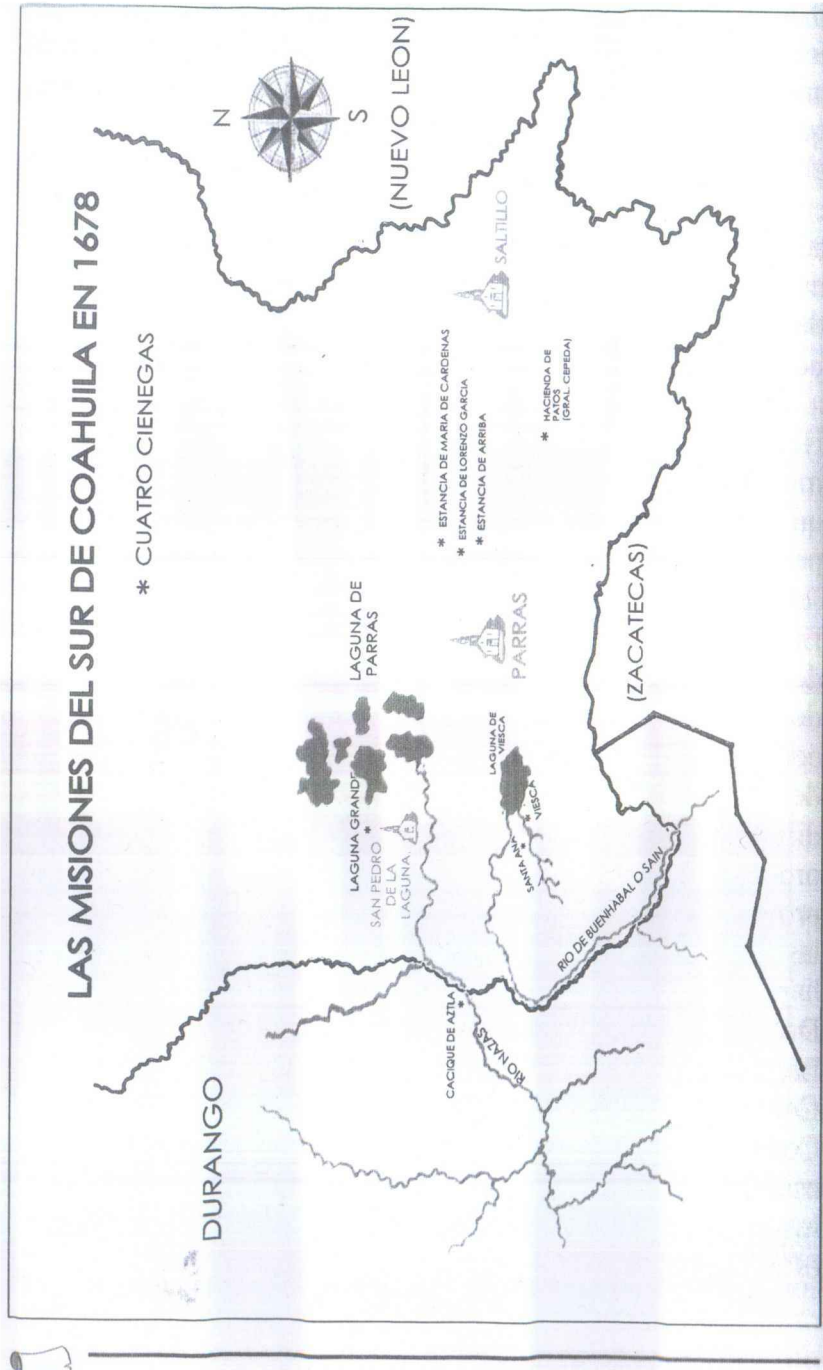 LAS MISIONES DEL SUR DE COAHUILA EN 1678
N
S
(NUEVO LEON)
* CUATRO CIENEGAS
DURANGO
LAGUNA GRANDE
SAN PEDRO *
DE LA
LAGUNA
LAGUNA DE
PARRAS
* ESTANCIA DE MARIA DE CARDENAS
* ESTANCIA DE LORENZO GARCIA
* ESTANCIA DE ARRIBA
SALTILLO
* HACIENDA DE
PATOS
(GRAL. CEPEDA)
PARRAS
LAGUNA DE
VIESCA
SANTA ANA *
* VIESCA
CACIQUE DE AZTLA *
RIO NAZAS
RIO DE BUENHABAL O SAIN
(ZACATECAS)